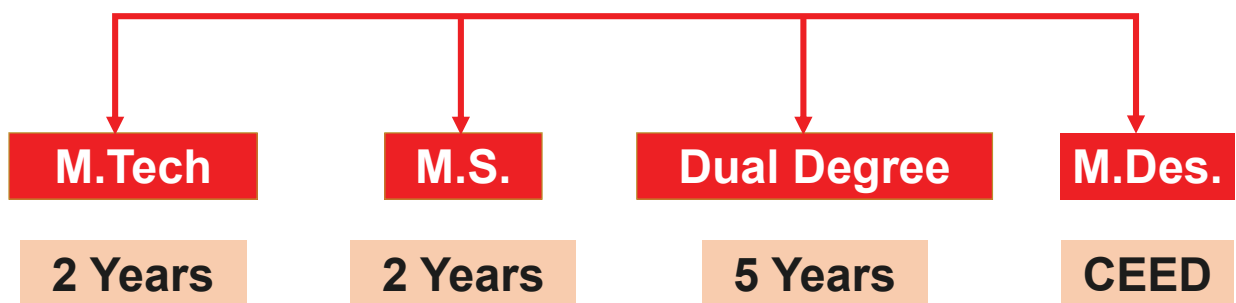 M.Tech M.S. Dual Degree M.Des.
2 Years 2 Years 5 Years CEED